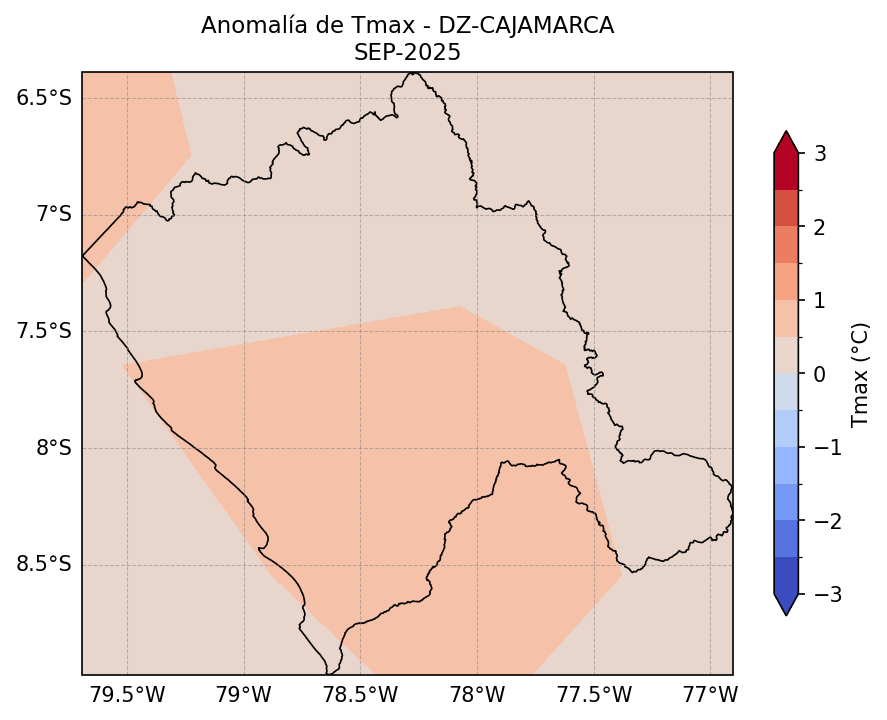 Anomalía de Tmax - DZ-CAJAMARCA
SEP-2025
6.5°S
7°S
7.5°S
8°S
8.5°S
79.5°W
79°W
78.5°W
78°W
77.5°W
77°W
3
2
1
0
−1
−2
−3
Tmax (°C)